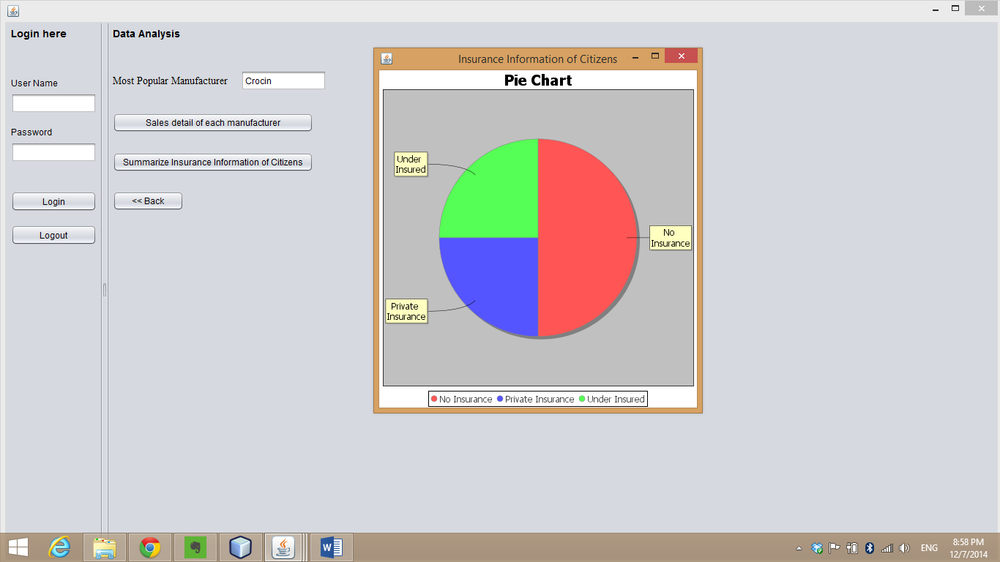 Login here
User Name
Password
Login
Logout
Data Analysis
Most Popular Manufacturer Crocin
Sales detail of each manufacturer
Summarize Insurance Information of Citizens
<< Back
Insurance Information of Citizens
Pie Chart
Under
Insured
No
Insurance
Private
Insurance
No Insurance Private Insurance Under Insured
ENG
8:58 PM
12/7/2014